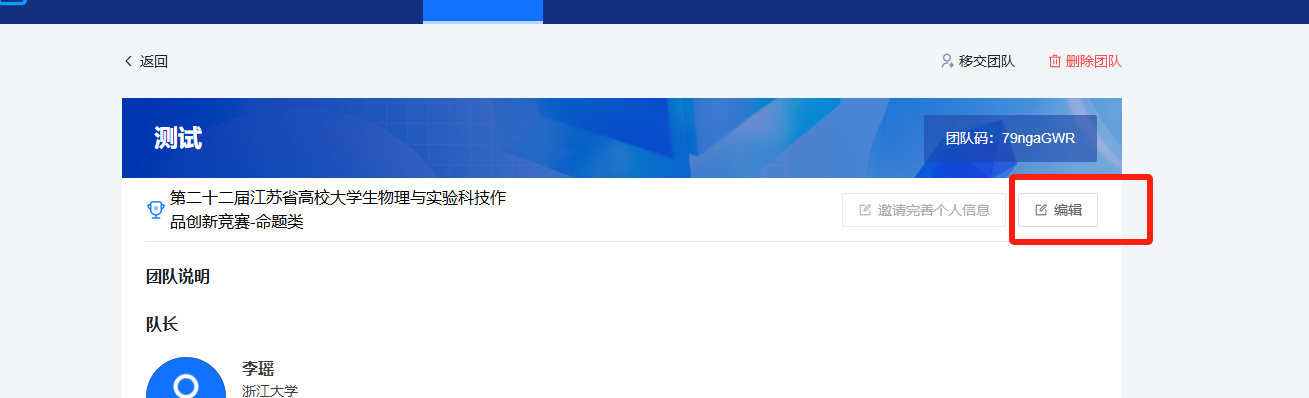 返回
移交团队
删除团队
测试
团队码：79ngaGWR
第二十二届江苏省高校大学生物理与实验科技作
品创新竞赛-命题类
邀请完善个人信息
编辑
团队说明
队长
李瑶
浙江大学